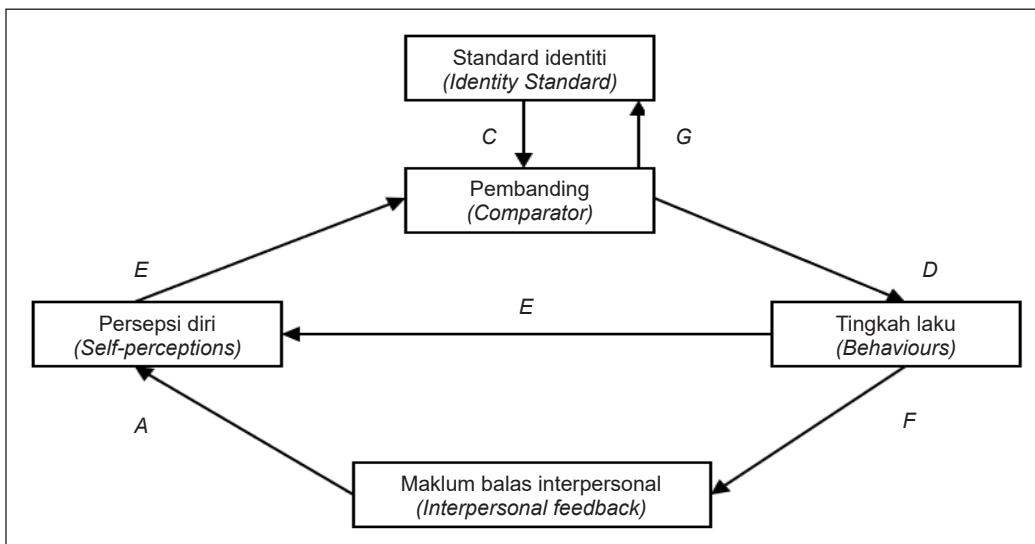 Standard identiti
(Identity Standard)
C
G
Pembanding
(Comparator)
E
D
E
Persepsi diri
(Self-perceptions)
Tingkah laku
(Behaviours)
A
F
Maklum balas interpersonal
(Interpersonal feedback)